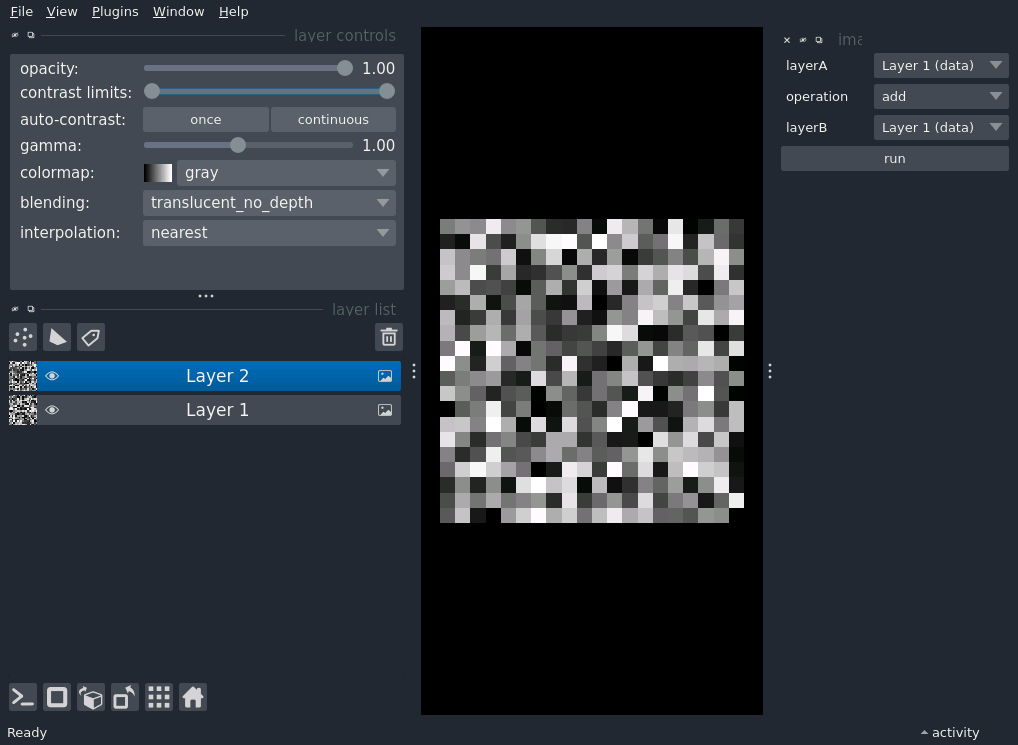 File View Plugins Window Help
layer controls
opacity: 1.00
contrast limits:
auto-contrast: once continuous
gamma: 1.00
colormap: gray
blending: translucent_no_depth
interpolation: nearest
layer list
Layer 2
Layer 1
ima
layerA Layer 1 (data)
operation add
layerB Layer 1 (data)
run
Ready
activity